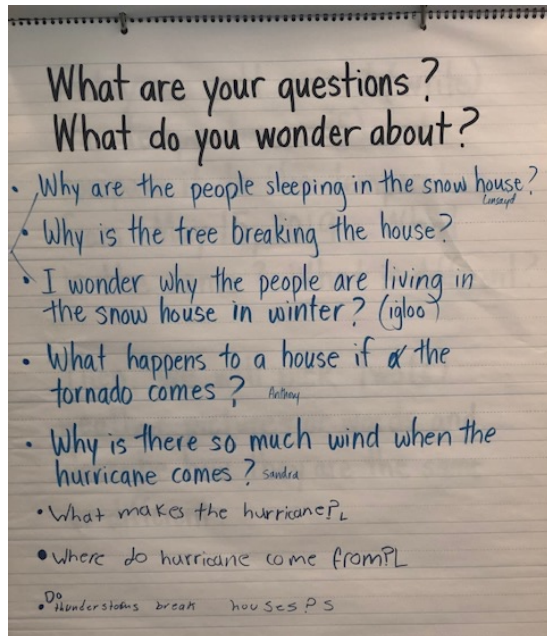 What are your questions?
What do you wonder about?
• Why are the people sleeping in the snow house?
• Why is the tree breaking the house?
• I wonder why the people are living in
the snow house in winter? (igloo)
• What happens to a house if the
tornado comes? Anthony
• Why is there so much wind when the
hurricane comes? Sandra
• What makes the hurricane? L
• Where do hurricane come from? L
• Do thunderstoms break houses? S